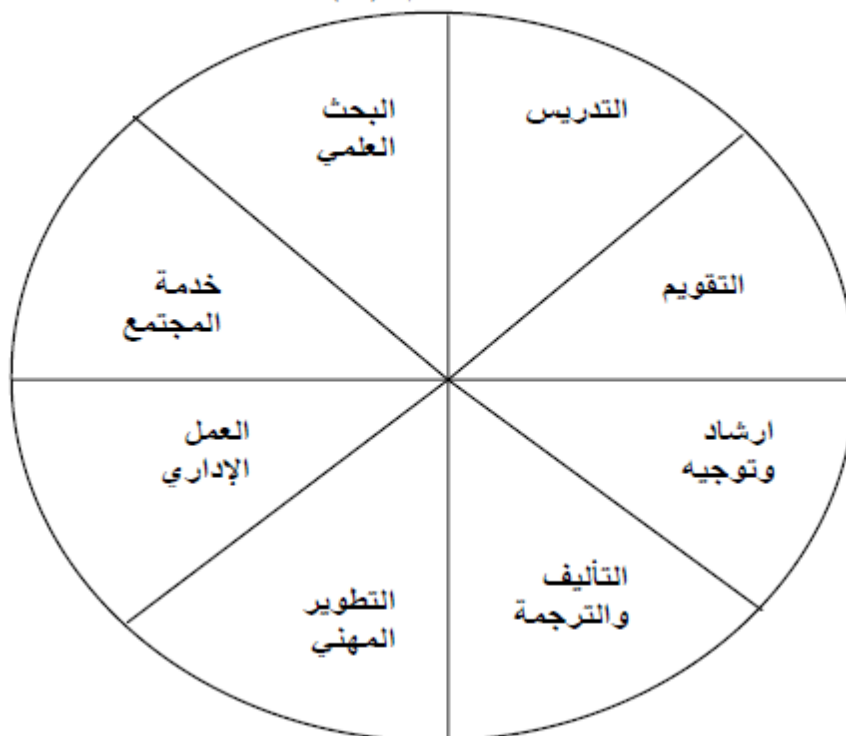 التدريس
التقويم
ارشاد
وتوجيه
التأليف
والترجمة
التطوير
المهني
العمل
الإداري
خدمة
المجتمع
البحث
العلمي